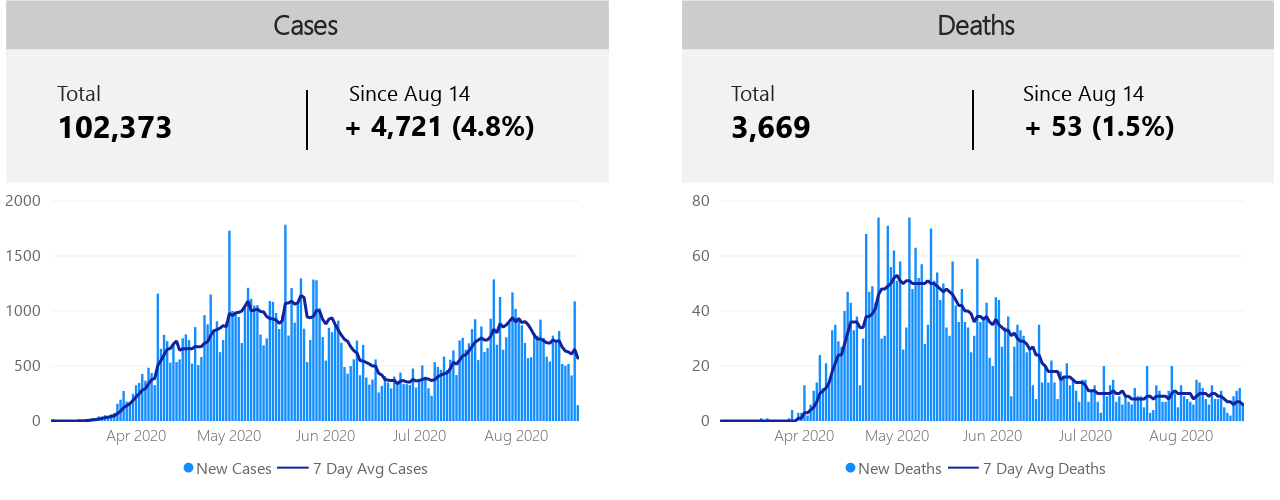 Cases
Total
Since Aug 14
102,373
+ 4,721 (4.8%)
2000
1500
1000
500
0
Apr 2020 May 2020 Jun 2020 Jul 2020 Aug 2020
New Cases 7 Day Avg Cases
Deaths
Total
Since Aug 14
3,669
+ 53 (1.5%)
80
60
40
20
0
Apr 2020 May 2020 Jun 2020 Jul 2020 Aug 2020
New Deaths 7 Day Avg Deaths